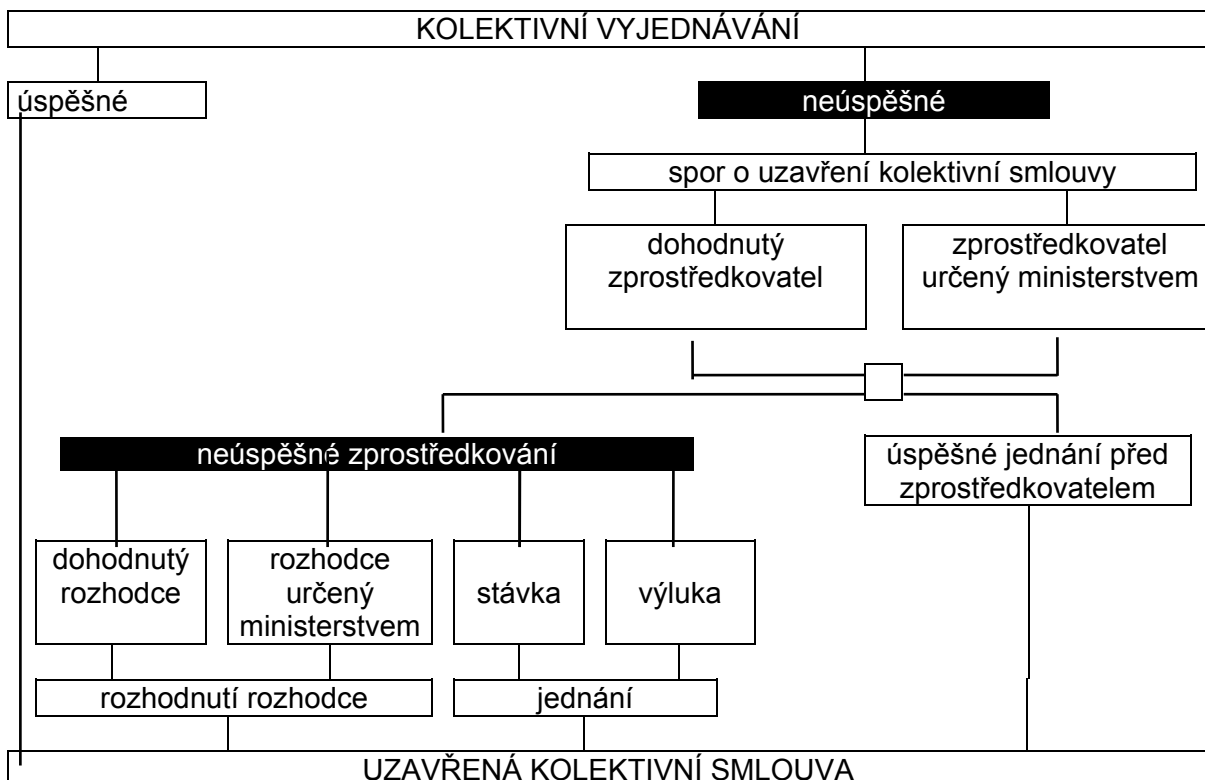 KOLEKTIVNÍ VYJEDNÁVÁNÍ
úspěšné
neúspěšné
spor o uzavření kolektivní smlouvy
dohodnutý
zprostředkovatel
zprostředkovatel
určený ministerstvem
neúspěšné zprostředkování
úspěšné jednání před
zprostředkovatelem
dohodnutý
rozhodce
rozhodce
určený
ministerstvem
stávka
výluka
rozhodnutí rozhodce
jednání
UZAVŘENÁ KOLEKTIVNÍ SMLOUVA